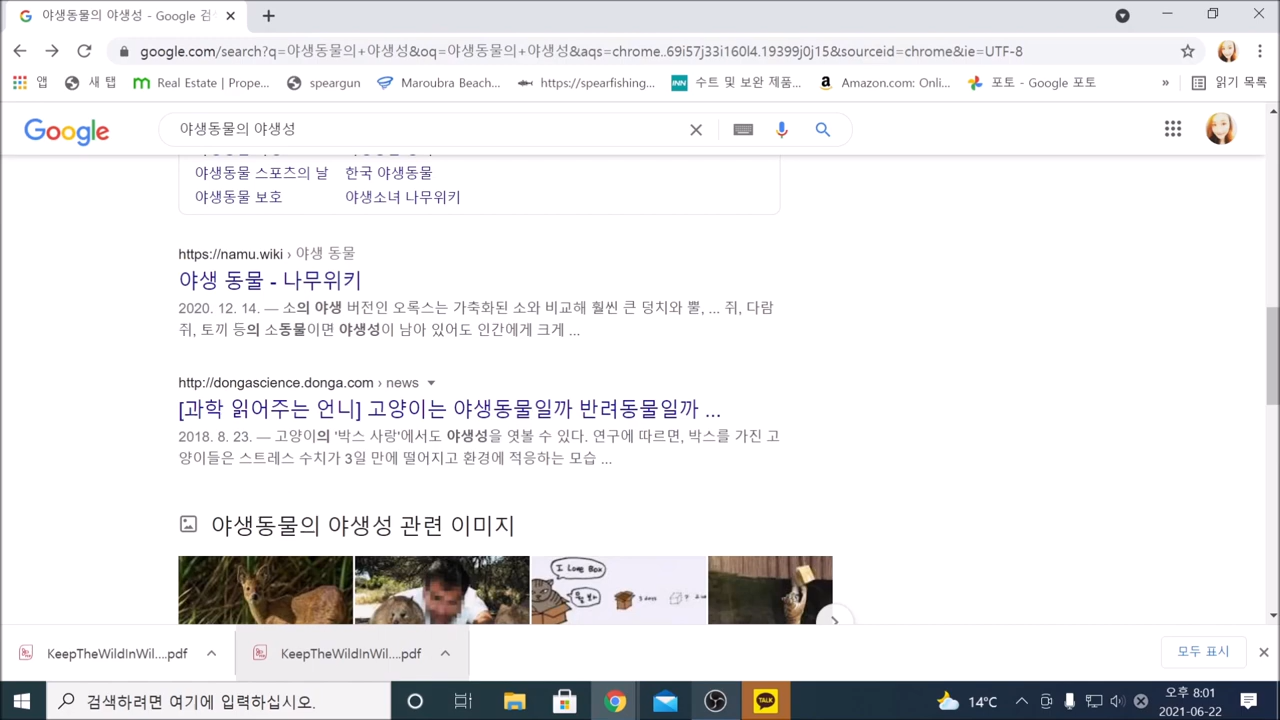 야생동물의 야생성 - Google 검
google.com/search?q=야생동물의+야생성&oq=야생동물의+야생성&aqs=chrome..69i57j33i160l4.19399j0j15&sourceid=chrome&ie=UTF-8
앱 새 탭 Real Estate | Prope... speargun Maroubra Beach... https://spearfishing... INN 수트 및 보완 제품... Amazon.com: Onli... 포토 - Google 포토 » 읽기 목록
Google 야생동물의 야생성
야생동물 스포츠의 날 한국 야생동물
야생동물 보호 야생소녀 나무위키
https://namu.wiki › 야생 동물
야생 동물 - 나무위키
2020. 12. 14. — 소의 야생 버전인 오록스는 가축화된 소와 비교해 훨씬 큰 덩치와 뿔, ... 쥐, 다람
쥐, 토끼 등의 소동물이면 야생성이 남아 있어도 인간에게 크게 ...
http://dongascience.donga.com › news
[과학 읽어주는 언니] 고양이는 야생동물일까 반려동물일까 ...
2018. 8. 23. — 고양이의 '박스 사랑'에서도 야생성을 엿볼 수 있다. 연구에 따르면, 박스를 가진 고
양이들은 스트레스 수치가 3일 만에 떨어지고 환경에 적응하는 모습 ...
야생동물의 야생성 관련 이미지
I Love Box
KeepTheWildInWil....pdf KeepTheWildInWil....pdf 모두 표시
검색하려면 여기에 입력하십시오. TALK 14°C 오후 8:01
2021-06-22